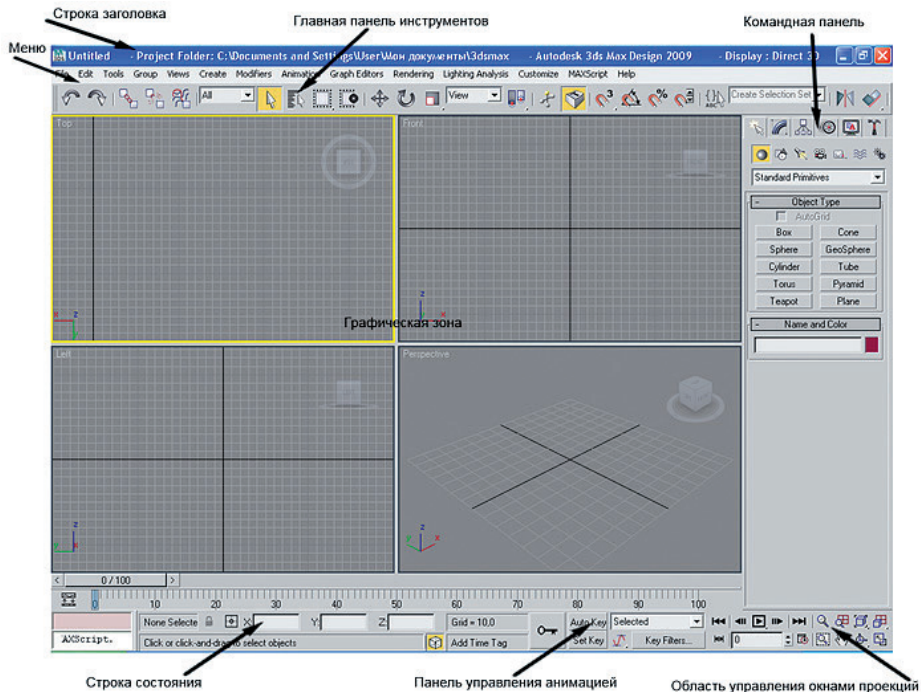 Строка заголовка
Главная панель инструментов
Командная панель
Меню
Untitled - Project Folder: C:\Documents and Settings\User\Мои документы\3dsmax - Autodesk 3ds Max Design 2009 - Display : Direct 3D
File Edit Tools Group Views Create Modifiers Animation Graph Editors Rendering Lighting Analysis Customize MAXScript Help
All View Create Selection Set
Top
Front
Standard Primitives
- Object Type
AutoGrid
Box Cone
Sphere GeoSphere
Cylinder Tube
Torus Pyramid
Teapot Plane
- Name and Color
Графическая зона
Left
Perspective
< 0 / 100 >
0 10 20 30 40 50 60 70 80 90 100
None Selecte X: Y: Z: Grid = 10,0 Auto Key Selected
AXScript. Click or click-and-drag to select objects Add Time Tag Set Key Key Filters... 0
Строка состояния
Панель управления анимацией
Область управления окнами проекций